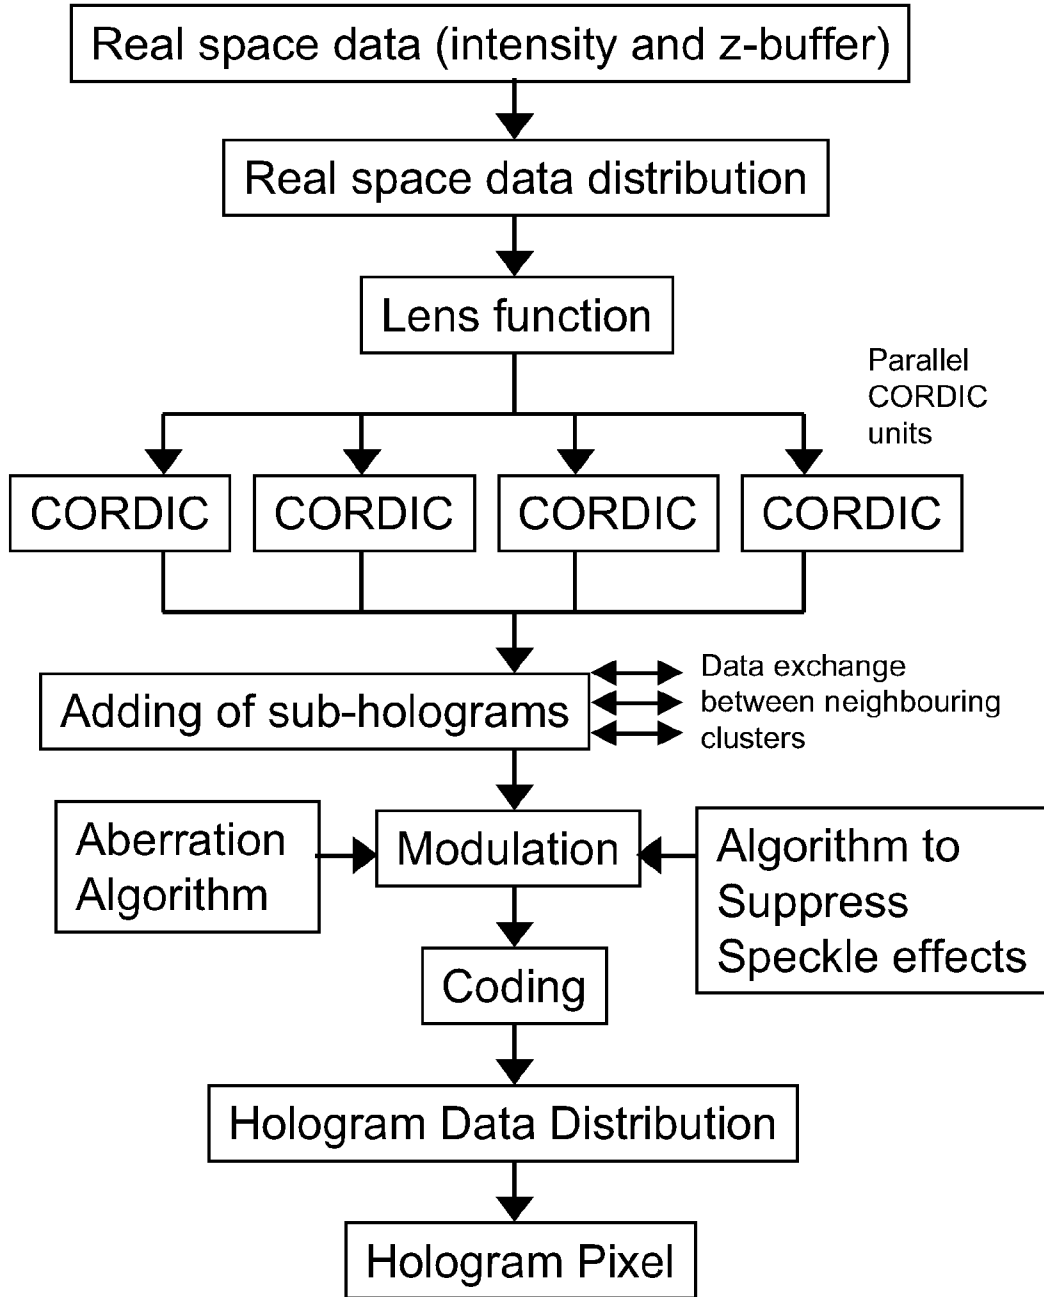 Real space data (intensity and z-buffer)
Real space data distribution
Lens function
Parallel
CORDIC
units
CORDIC
CORDIC
CORDIC
CORDIC
Adding of sub-holograms
Data exchange
between neighbouring
clusters
Aberration
Algorithm
Modulation
Algorithm to
Suppress
Speckle effects
Coding
Hologram Data Distribution
Hologram Pixel